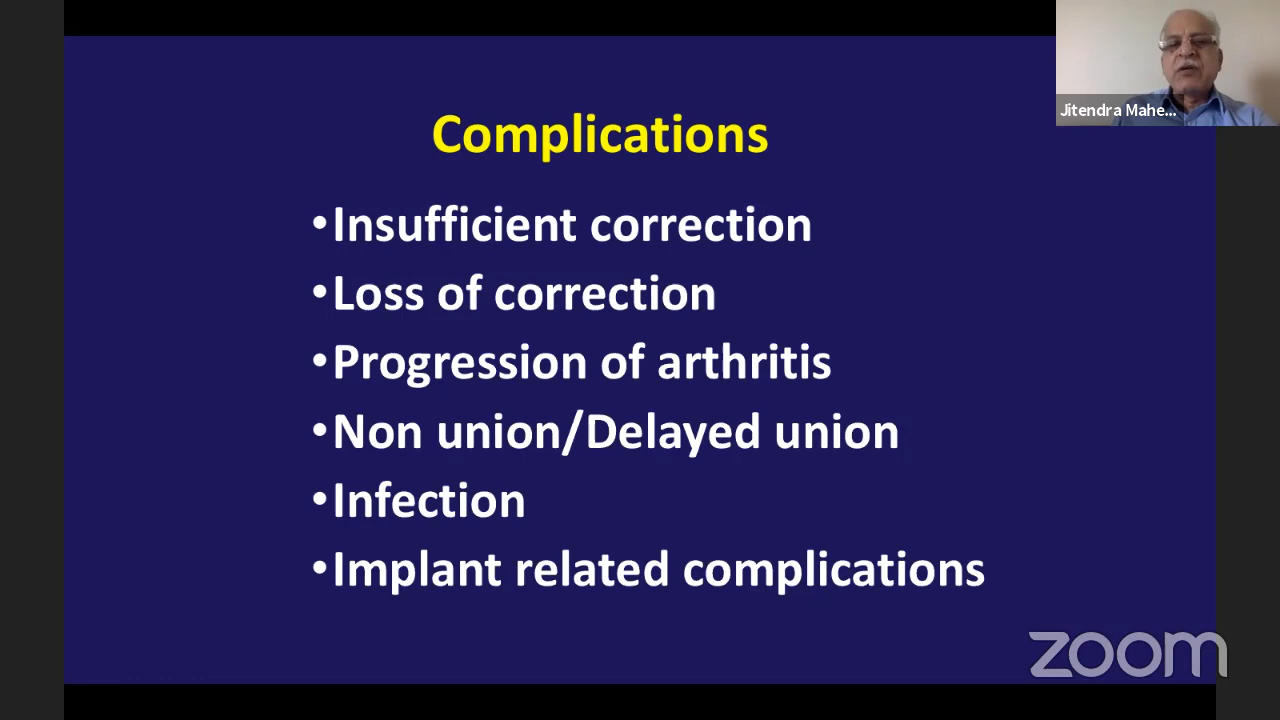 Jitendra Mahe...
Complications
•Insufficient correction
•Loss of correction
•Progression of arthritis
•Non union/Delayed union
•Infection
•Implant related complications
zoom